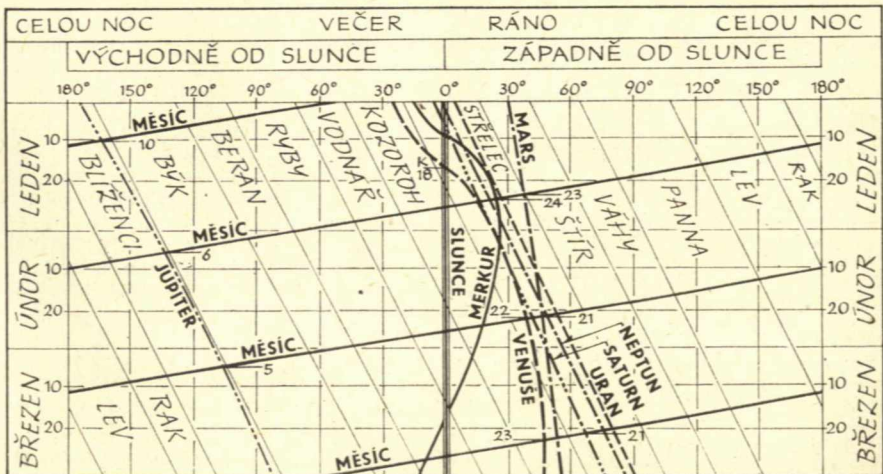 CELOU NOC VEČER RÁNO CELOU NOC
VÝCHODNĚ OD SLUNCE ZÁPADNĚ OD SLUNCE
180° 150° 120° 90° 60° 30° 0° 30° 60° 90° 120° 150° 180°
LEDEN
10
20
ÚNOR
10
20
BŘEZEN
10
20
MĚSÍC
10
BLÍŽENCI
BÝK
BERAN
RYBY
VODNÁŘ
KOZOROH
K
18
STŘELEC
MARS
24 23
ŠTÍR
VÁHY
PANNA
LEV
RAK
MĚSÍC
6
JUPITER
SLUNCE
MERKUR
22 21
VENUŠE
NEPTUN
SATURN
URAN
MĚSÍC
5
LEV
RAK
23 21
MĚSÍC
10
20
LEDEN
10
20
ÚNOR
10
20
BŘEZEN